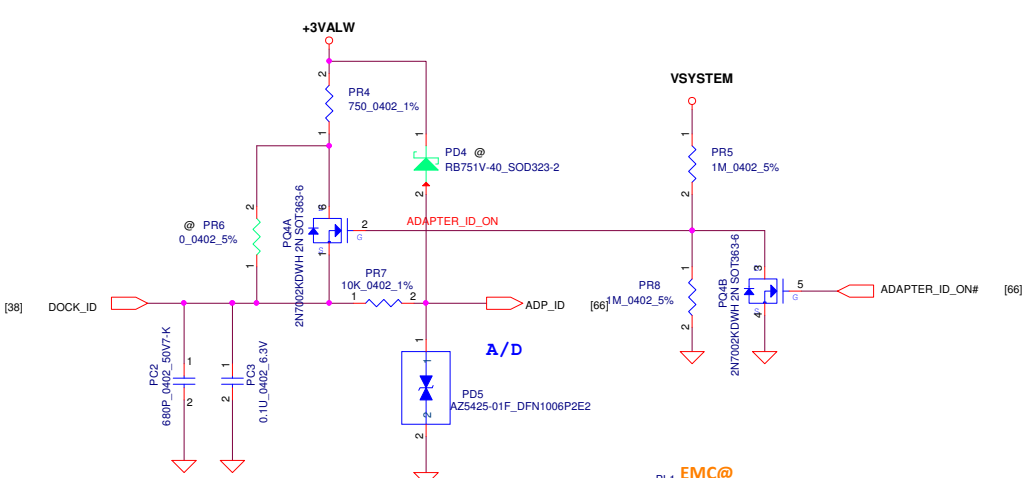 +3VALW
2
PR4
750_0402_1%
1
VSYSTEM
1
PR5
1M_0402_5%
2
1
PD4 @
RB751V-40_SOD323-2
2
2
@ PR6
0_0402_5%
1
PQ4A
2N7002KDWH 2N SOT363-6
6
1
2
G
ADAPTER_ID_ON
PR7
10K_0402_1%
1
2
[38]
DOCK_ID
ADP_ID
[66]
1
PR8
1M_0402_5%
2
PQ4B
2N7002KDWH 2N SOT363-6
3
4
5
G
ADAPTER_ID_ON#
[66]
A/D
PC2
680P_0402_50V7-K
1
2
PC3
0.1U_0402_6.3V
1
2
1
1
PD5
AZ5425-01F_DFN1006P2E2
2
2
EMC@